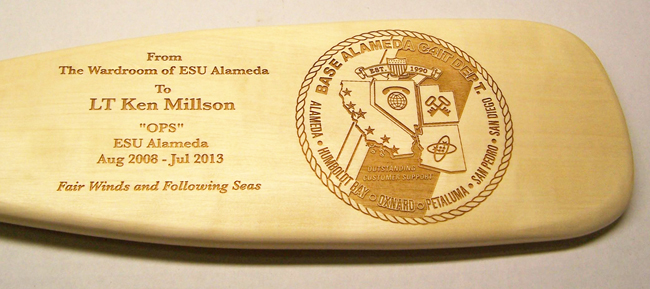 From
The Wardroom of ESU Alameda
To
LT Ken Millson
"OPS"
ESU Alameda
Aug 2008 - Jul 2013
Fair Winds and Following Seas
BASE ALAMEDA C4IT DEP'T.
EST. 1990
OUTSTANDING
CUSTOMER SUPPORT
ALAMEDA • HUMBOLDT BAY • OXNARD • PETALUMA • SAN PEDRO • SAN DIEGO